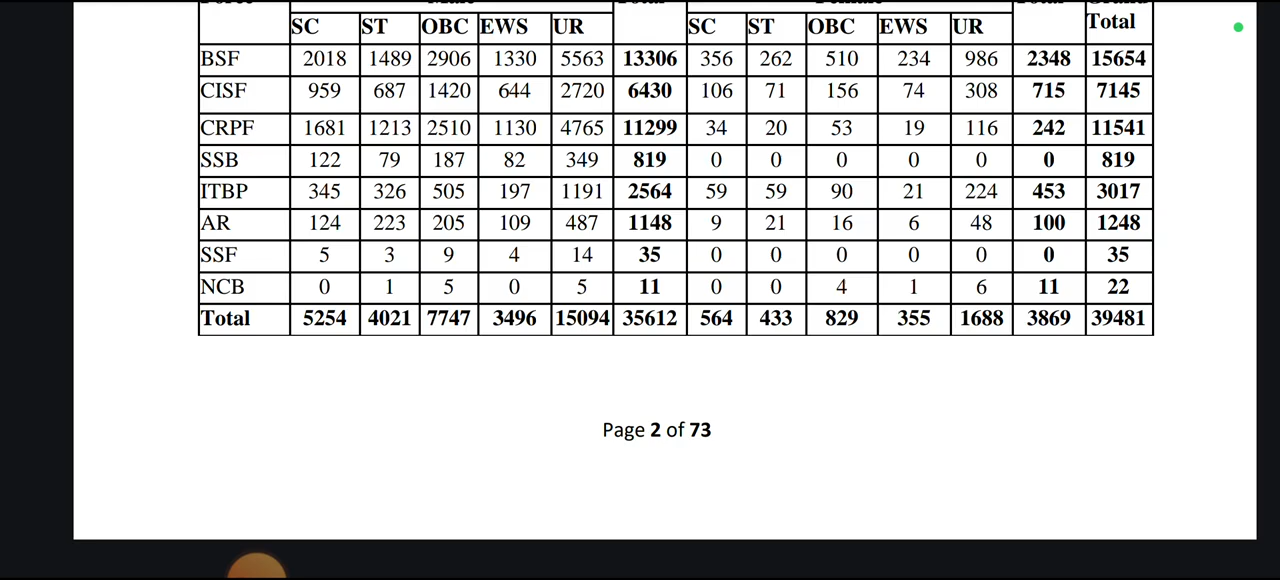 SC ST OBC EWS UR SC ST OBC EWS UR Total
BSF 2018 1489 2906 1330 5563 13306 356 262 510 234 986 2348 15654
CISF 959 687 1420 644 2720 6430 106 71 156 74 308 715 7145
CRPF 1681 1213 2510 1130 4765 11299 34 20 53 19 116 242 11541
SSB 122 79 187 82 349 819 0 0 0 0 0 0 819
ITBP 345 326 505 197 1191 2564 59 59 90 21 224 453 3017
AR 124 223 205 109 487 1148 9 21 16 6 48 100 1248
SSF 5 3 9 4 14 35 0 0 0 0 0 0 35
NCB 0 1 5 0 5 11 0 0 4 1 6 11 22
Total 5254 4021 7747 3496 15094 35612 564 433 829 355 1688 3869 39481
Page 2 of 73